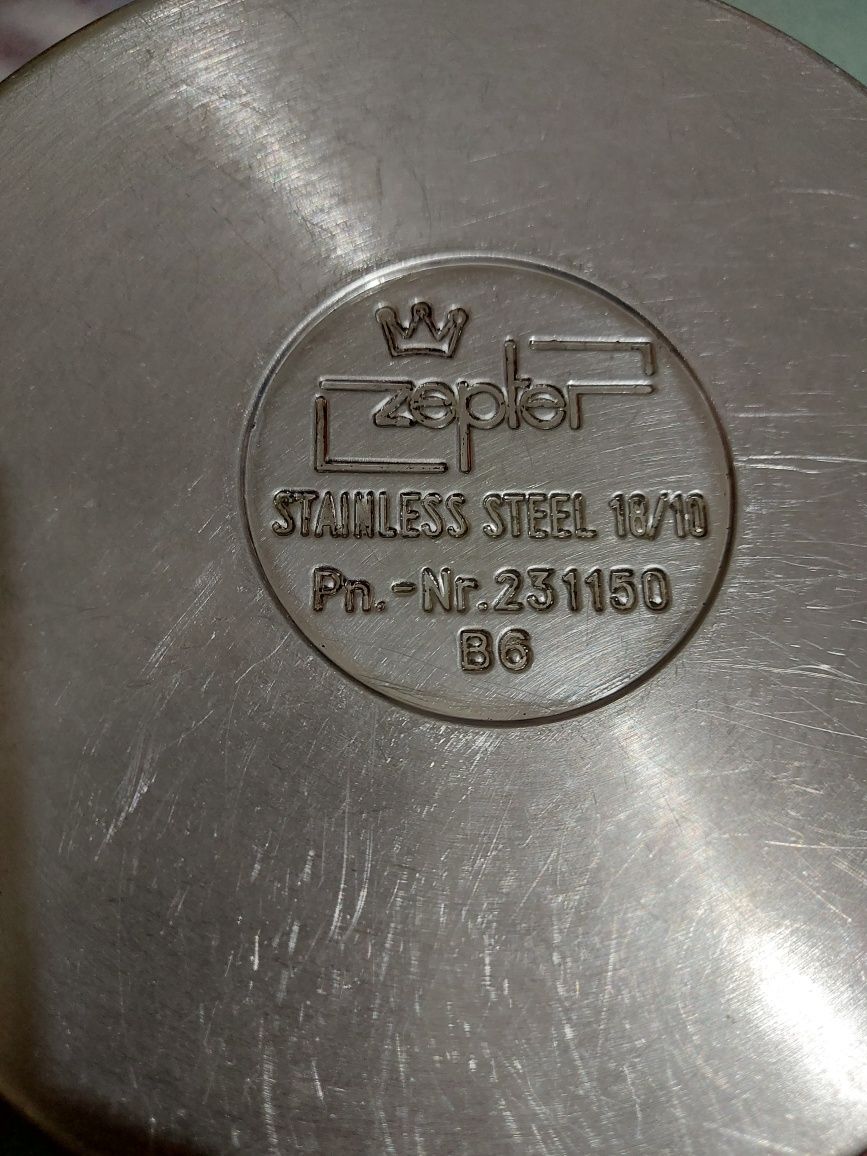 zepter
STAINLESS STEEL 18/10
Pn.-Nr.231150
B6